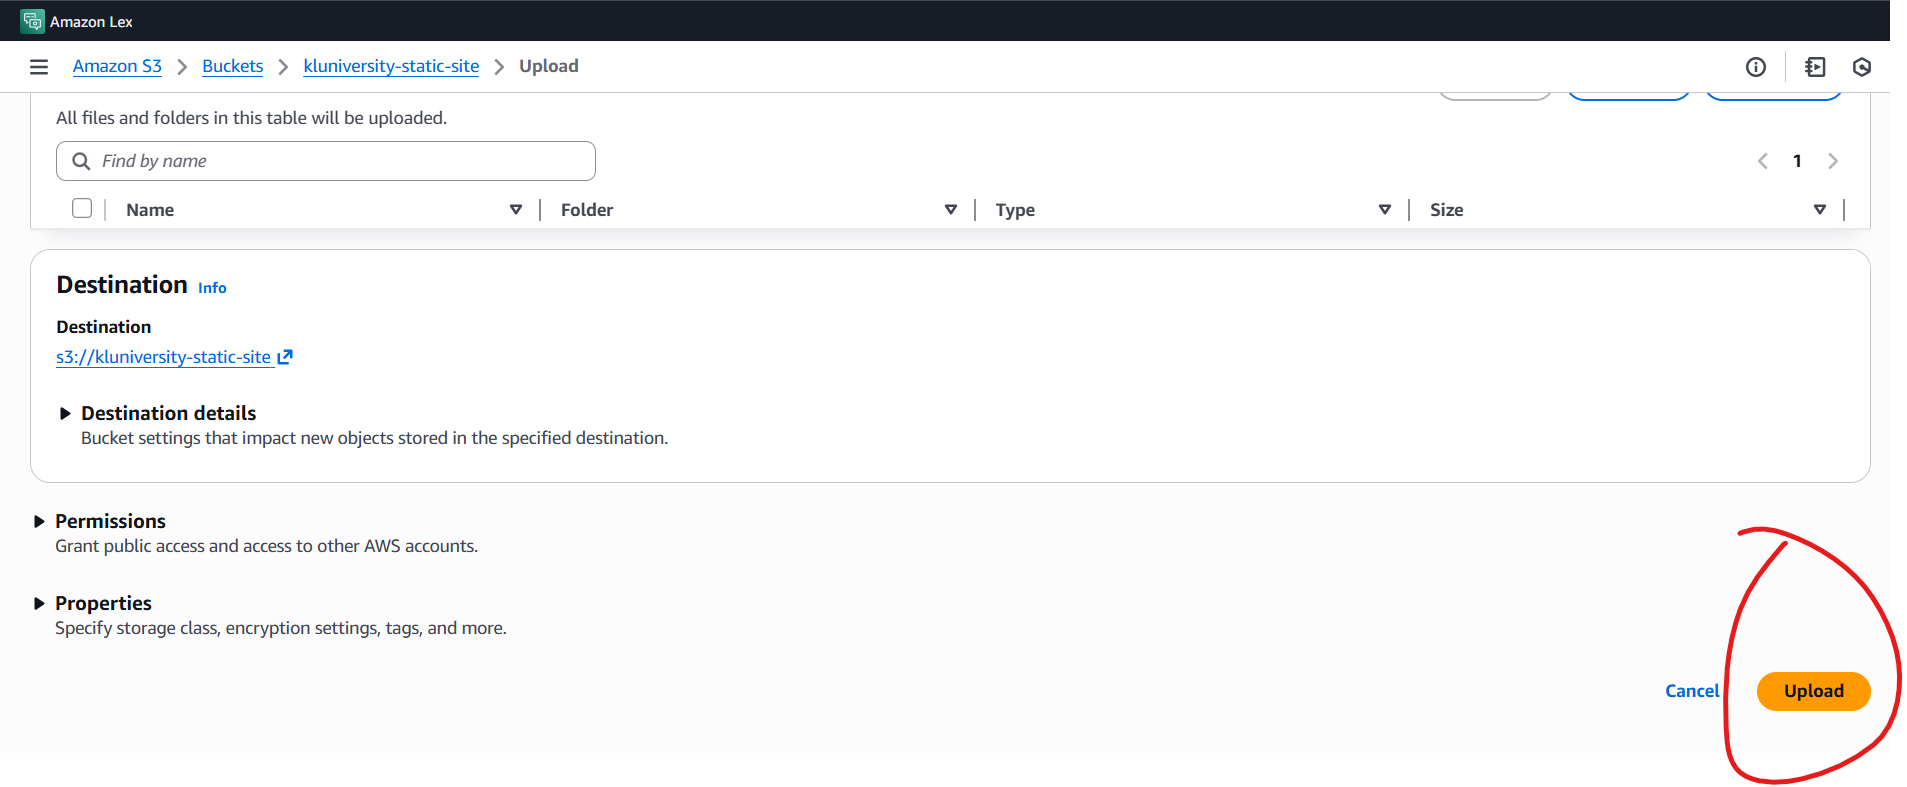 Amazon Lex
Amazon S3 > Buckets > kluniversity-static-site > Upload
All files and folders in this table will be uploaded.
Find by name
1
Name Folder Type Size
Destination Info
Destination
s3://kluniversity-static-site
Destination details
Bucket settings that impact new objects stored in the specified destination.
Permissions
Grant public access and access to other AWS accounts.
Properties
Specify storage class, encryption settings, tags, and more.
Cancel Upload